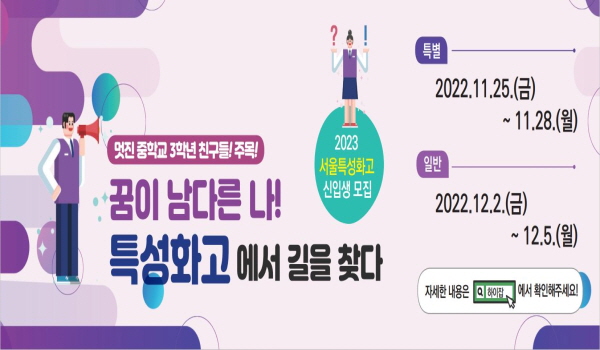 멋진 중학교 3학년 친구들! 주목!
꿈이 남다른 나!
특성화고에서 길을 찾다
? !
2023
서울특성화고
신입생 모집
특별
2022.11.25.(금)
~ 11.28.(월)
일반
2022.12.2.(금)
~ 12.5.(월)
자세한 내용은 하이잡 에서 확인해주세요!